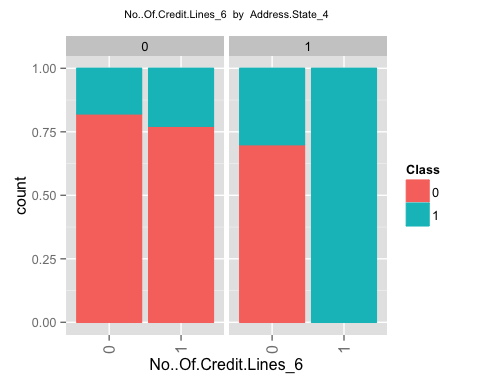 No..Of.Credit.Lines_6 by Address.State_4
0 1
1.00
0.75
0.50
0.25
0.00
count
0 1 0 1
No..Of.Credit.Lines_6
Class
0
1